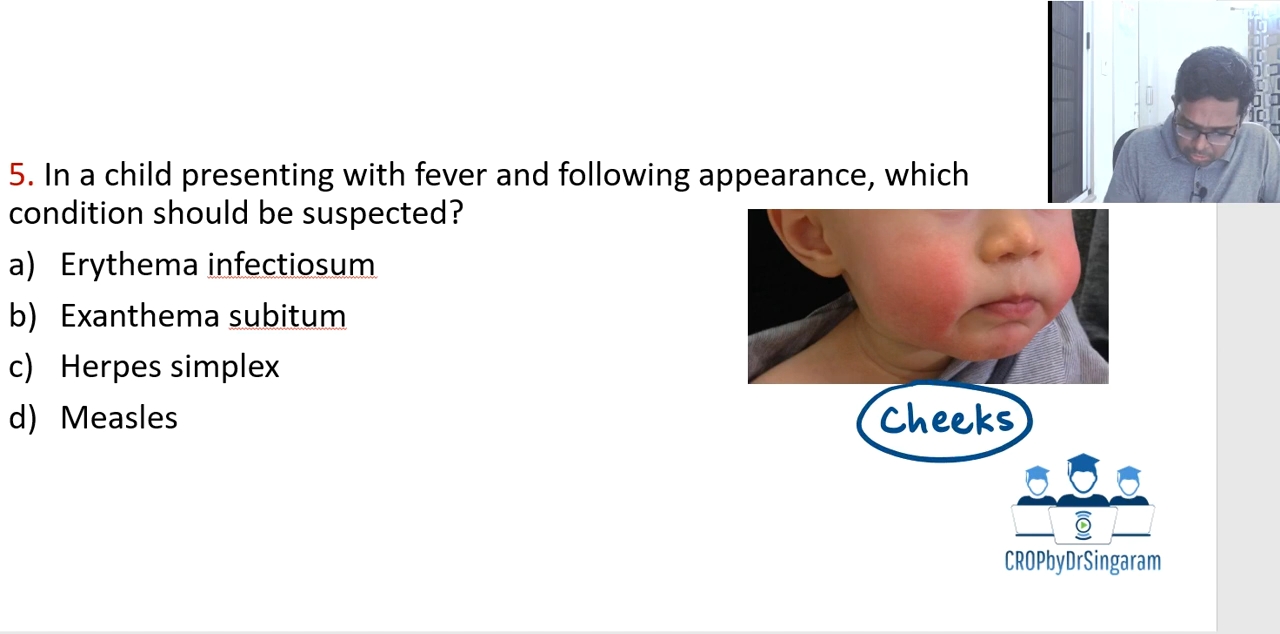 5. In a child presenting with fever and following appearance, which
condition should be suspected?
a) Erythema infectiosum
b) Exanthema subitum
c) Herpes simplex
d) Measles
Cheeks
CROPbyDrSingaram